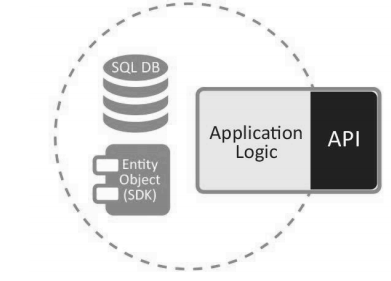 SQL DB
Entity
Object
(SDK)
Application
Logic
API